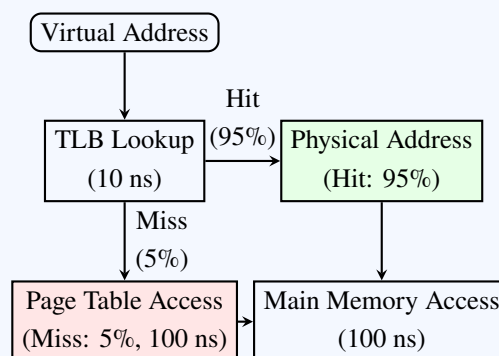 Virtual Address
TLB Lookup
(10 ns)
Hit
(95%)
Physical Address
(Hit: 95%)
Miss
(5%)
Page Table Access
(Miss: 5%, 100 ns)
Main Memory Access
(100 ns)